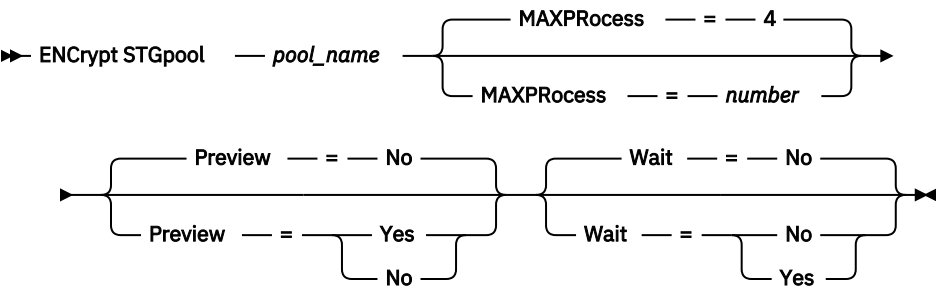 MAXPRocess = 4
ENCrypt STGpool pool_name
MAXPRocess = number
Preview = No Wait = No
Preview = Yes Wait = No
No Yes